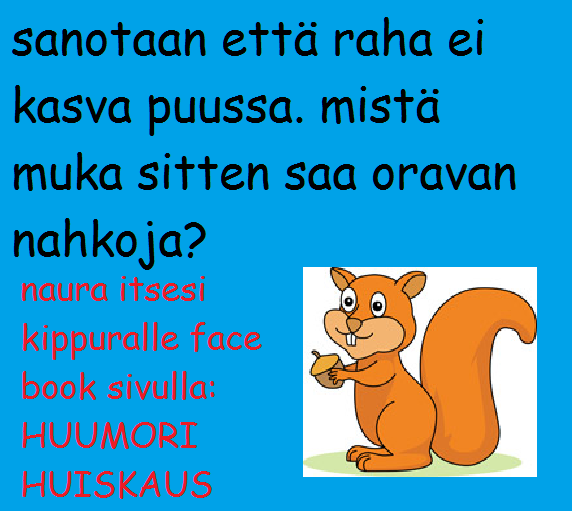 sanotaan että raha ei
kasva puussa. mistä
muka sitten saa oravan
nahkoja?
naura itsesi
kippuralle face
book sivulla:
HUUMORI
HUISKAUS